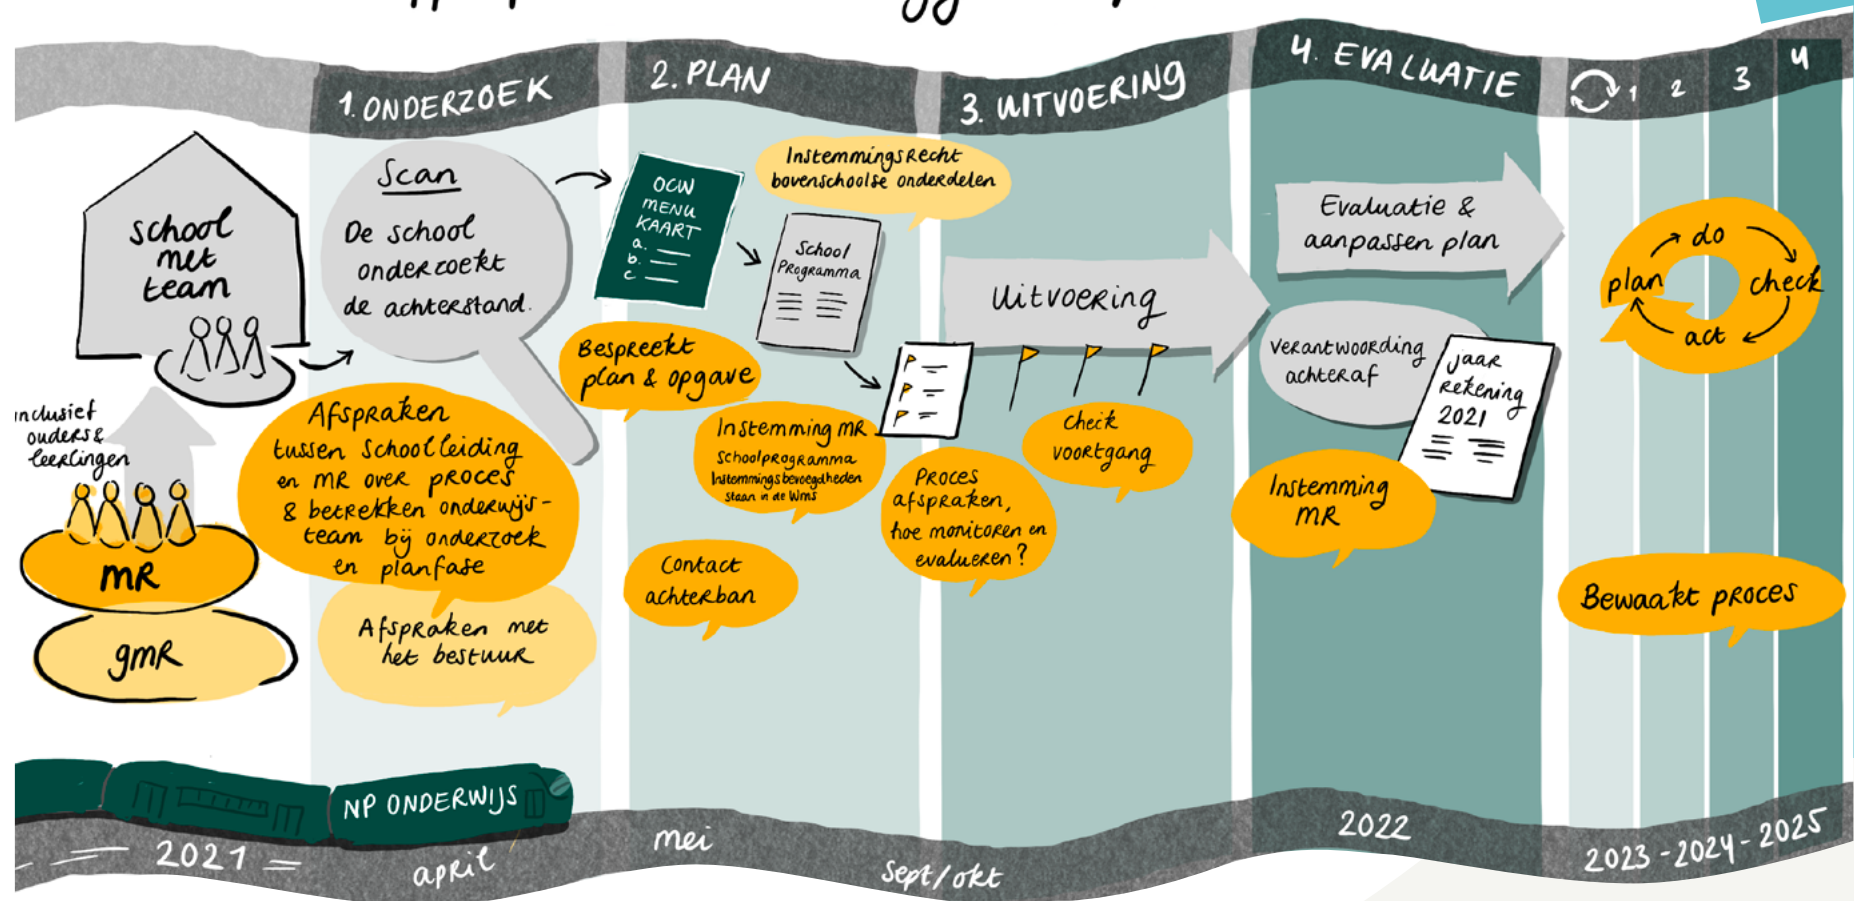 1. ONDERZOEK
2. PLAN
3. UITVOERING
4. EVALUATIE
1
2
3
4
school
met
team
inclusief
ouders &
leerlingen
MR
gMR
Scan
De school
onderzoekt
de achterstand.
Afspraken
tussen schoolleiding
en MR over proces
& betrekken onderwijs-
team bij onderzoek
en planfase
Afspraken met
het bestuur
OCW
MENU
KAART
a.
b.
c.
Instemmingsrecht
bovenschoolse onderdelen
School
Programma
Bespreekt
plan & opgave
Instemming MR
schoolprogramma
Instemmingsbevoegdheden
staan in de Wms
Contact
achterban
Uitvoering
Proces
afspraken,
hoe monitoren en
evalueren?
Check
voortgang
Evaluatie &
aanpassen plan
Verantwoording
achteraf
jaar
rekening
2021
Instemming
MR
plan
do
check
act
Bewaakt proces
NP ONDERWIJS
2021
april
mei
sept/okt
2022
2023 - 2024 - 2025